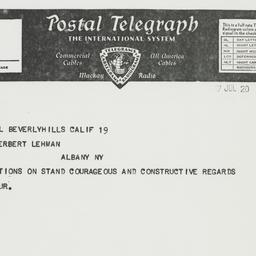 Postal Telegraph
THE INTERNATIONAL SYSTEM
Commercial Cables
All America Cables
Mackay Radio
JUL 20
BEVERLYHILLS CALIF 19
ERBERT LEHMAN
ALBANY NY
TIONS ON STAND COURAGEOUS AND CONSTRUCTIVE REGARDS
UR.